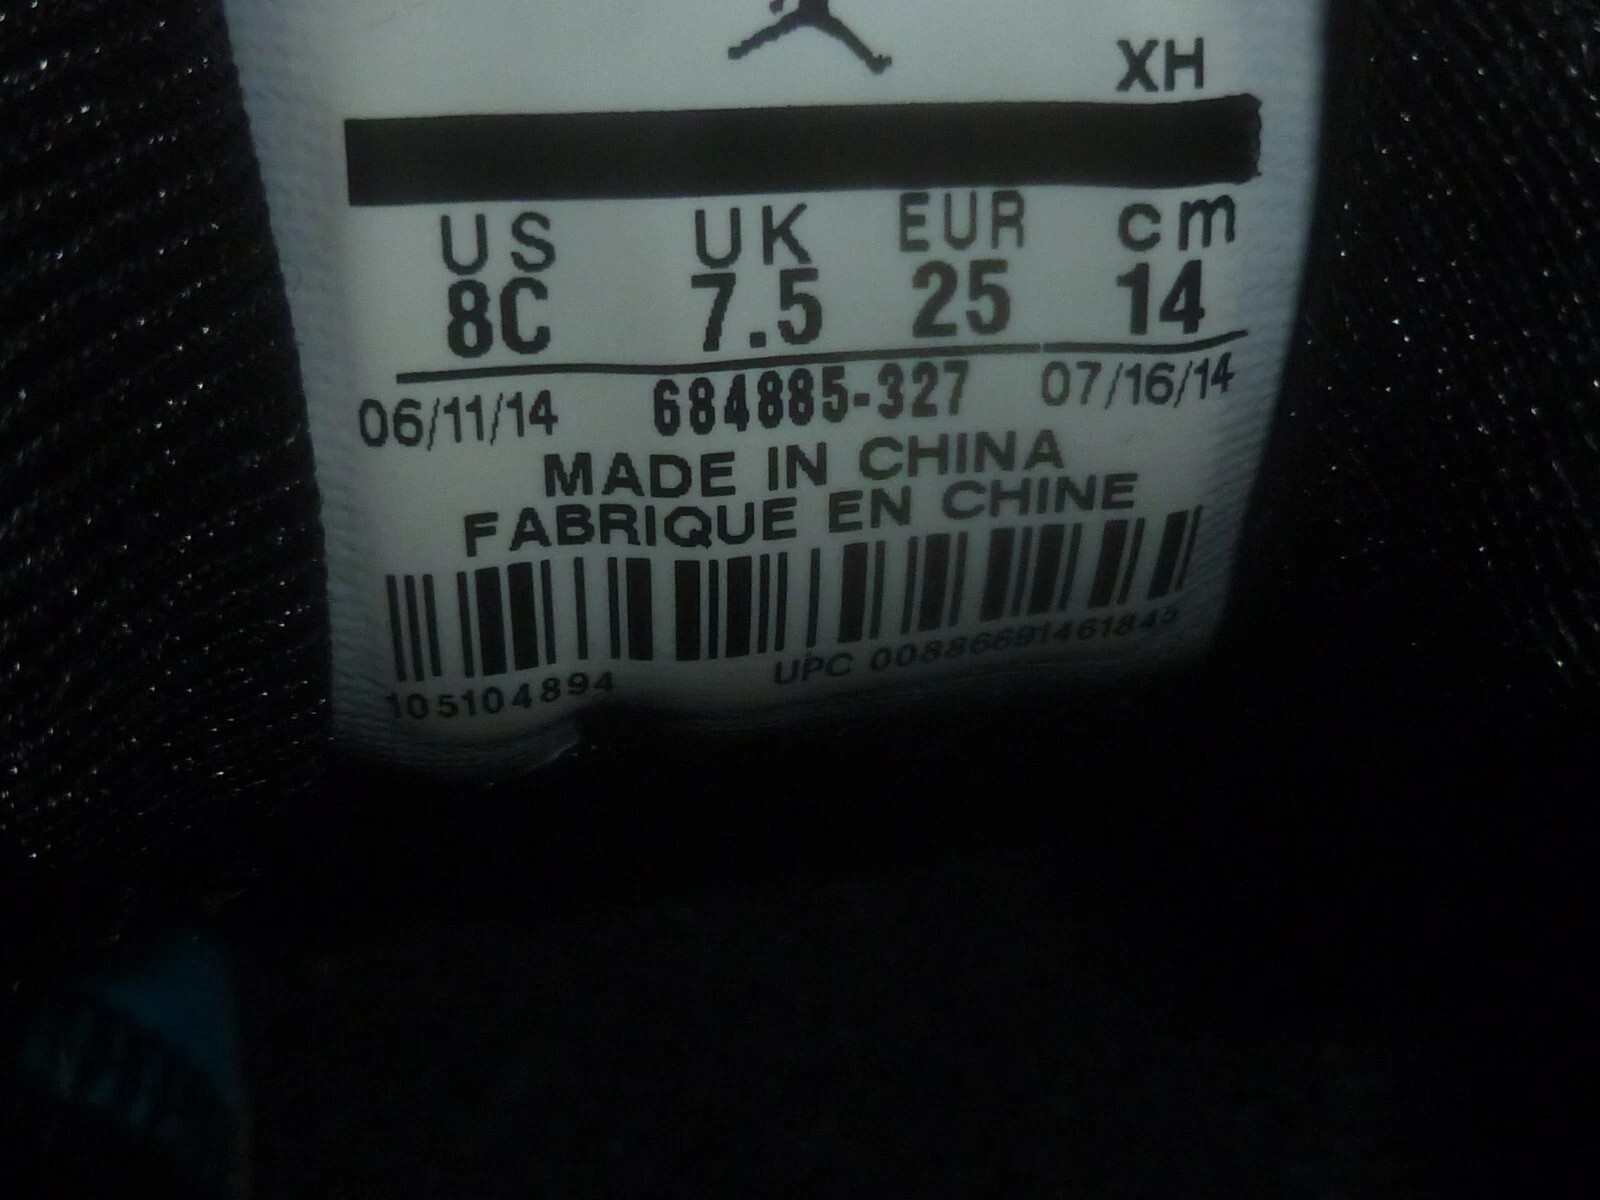 XH
US UK EUR cm
8C 7.5 25 14
06/11/14 684885-327 07/16/14
MADE IN CHINA
FABRIQUE EN CHINE
105104894 UPC 00886691461845